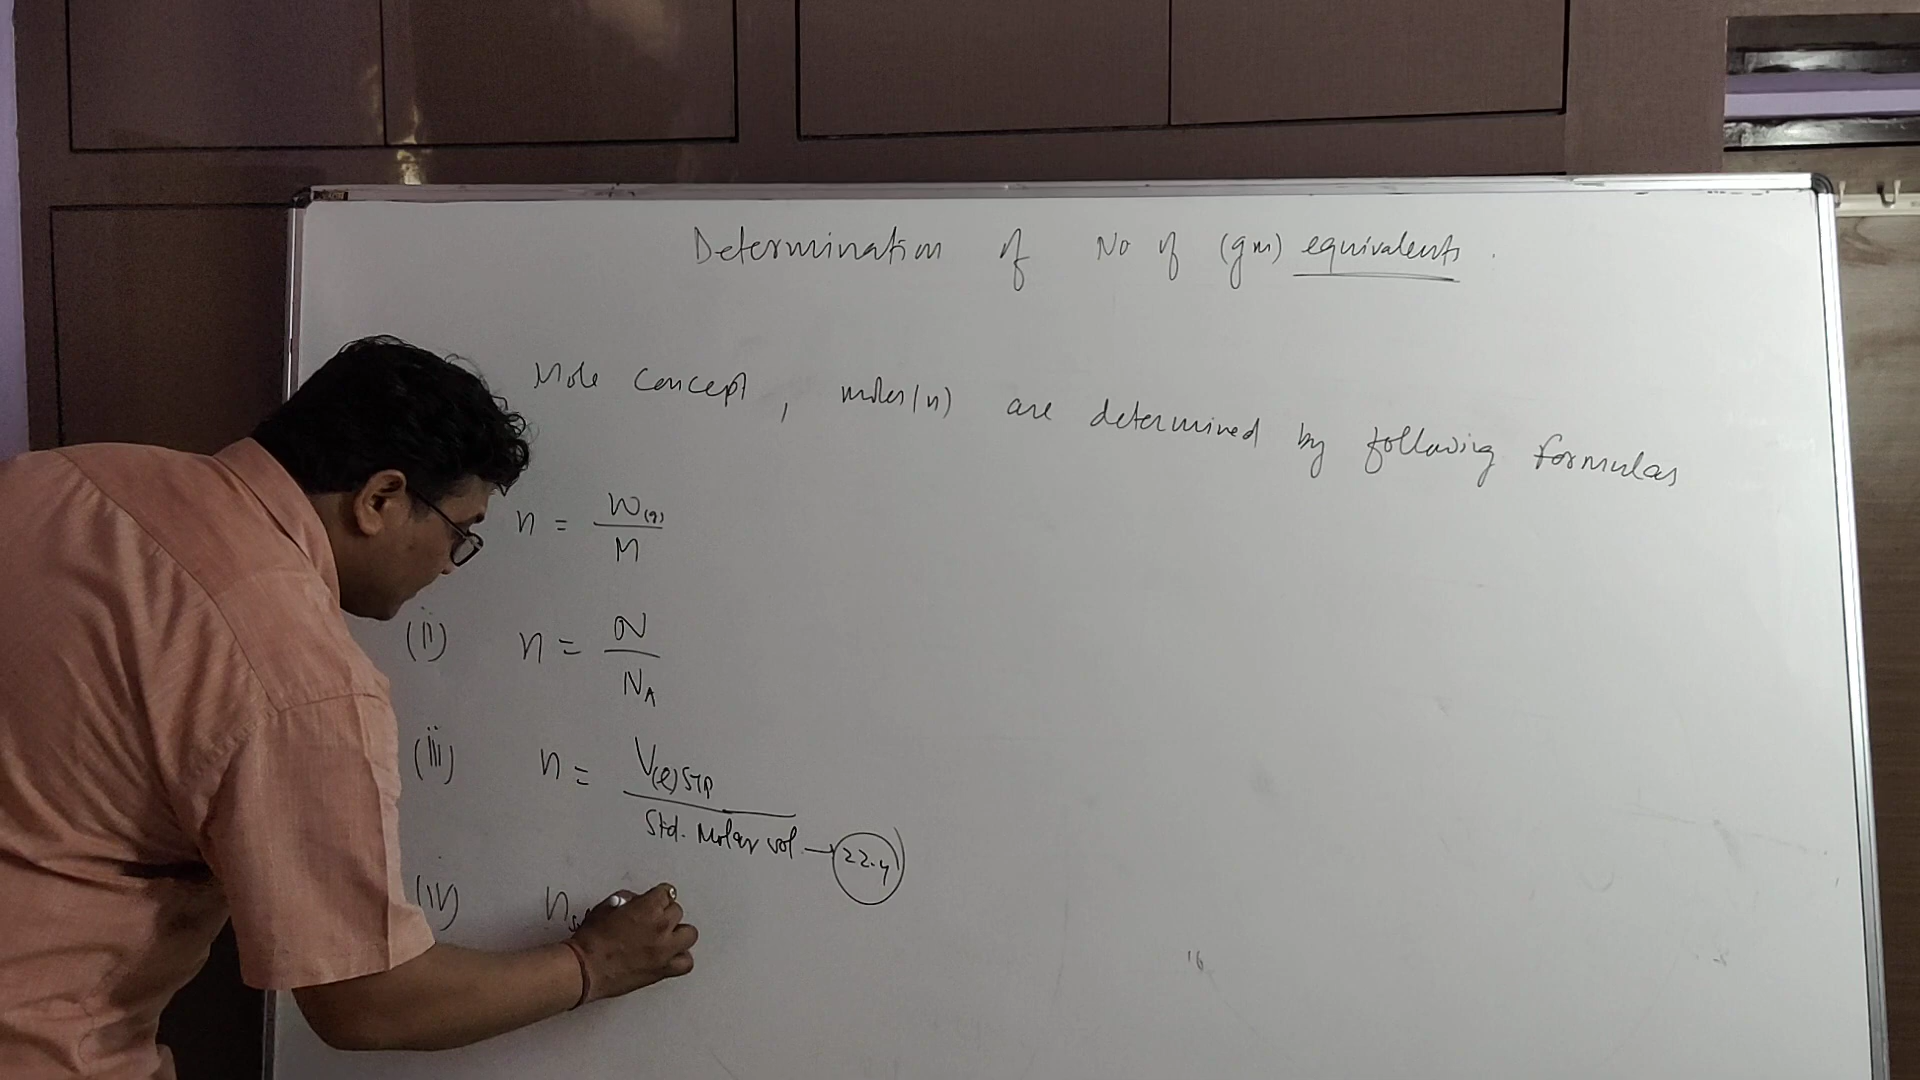 Determination of No of (gm) equivalents.
Mole concept, moles(n) are determined by following formulas
n = W(g) / M
(ii) n = N / NA
(iii) n = V(l) STP / Std. Molar vol. → 22.4
(iv) n
16